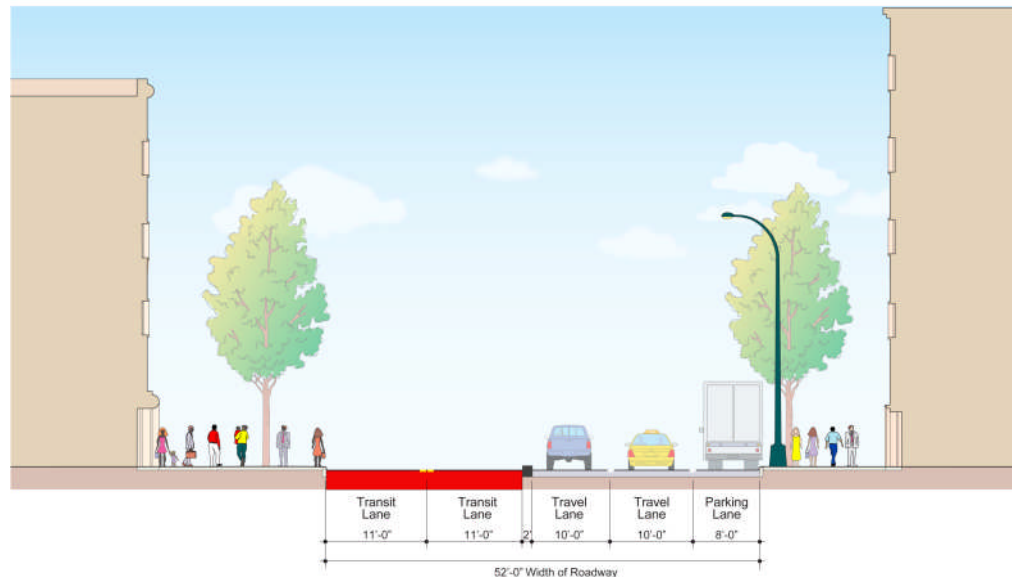 Transit Lane
11'-0"
Transit Lane
11'-0"
2'
Travel Lane
10'-0"
Travel Lane
10'-0"
Parking Lane
8'-0"
52'-0" Width of Roadway